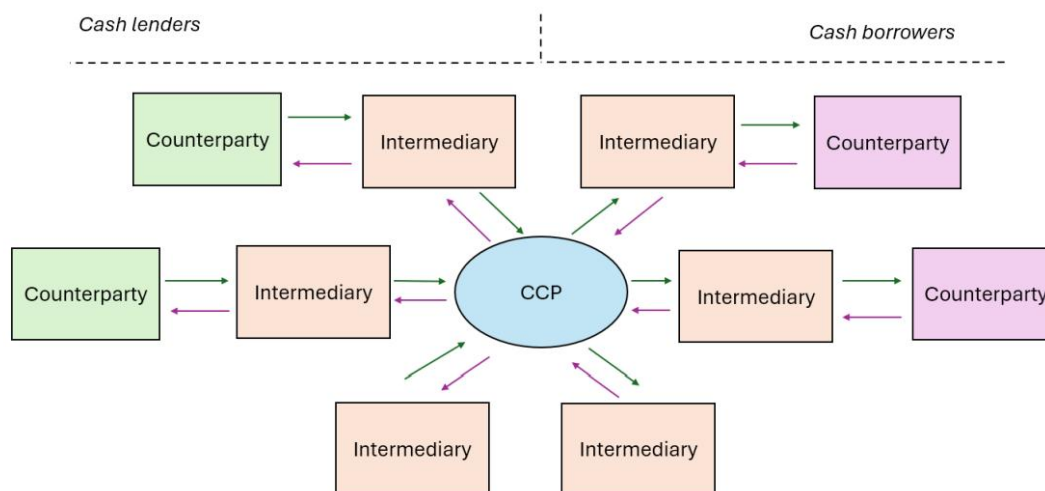 Cash lenders
Cash borrowers
Counterparty
Intermediary
Intermediary
Counterparty
Counterparty
Intermediary
CCP
Intermediary
Counterparty
Intermediary
Intermediary